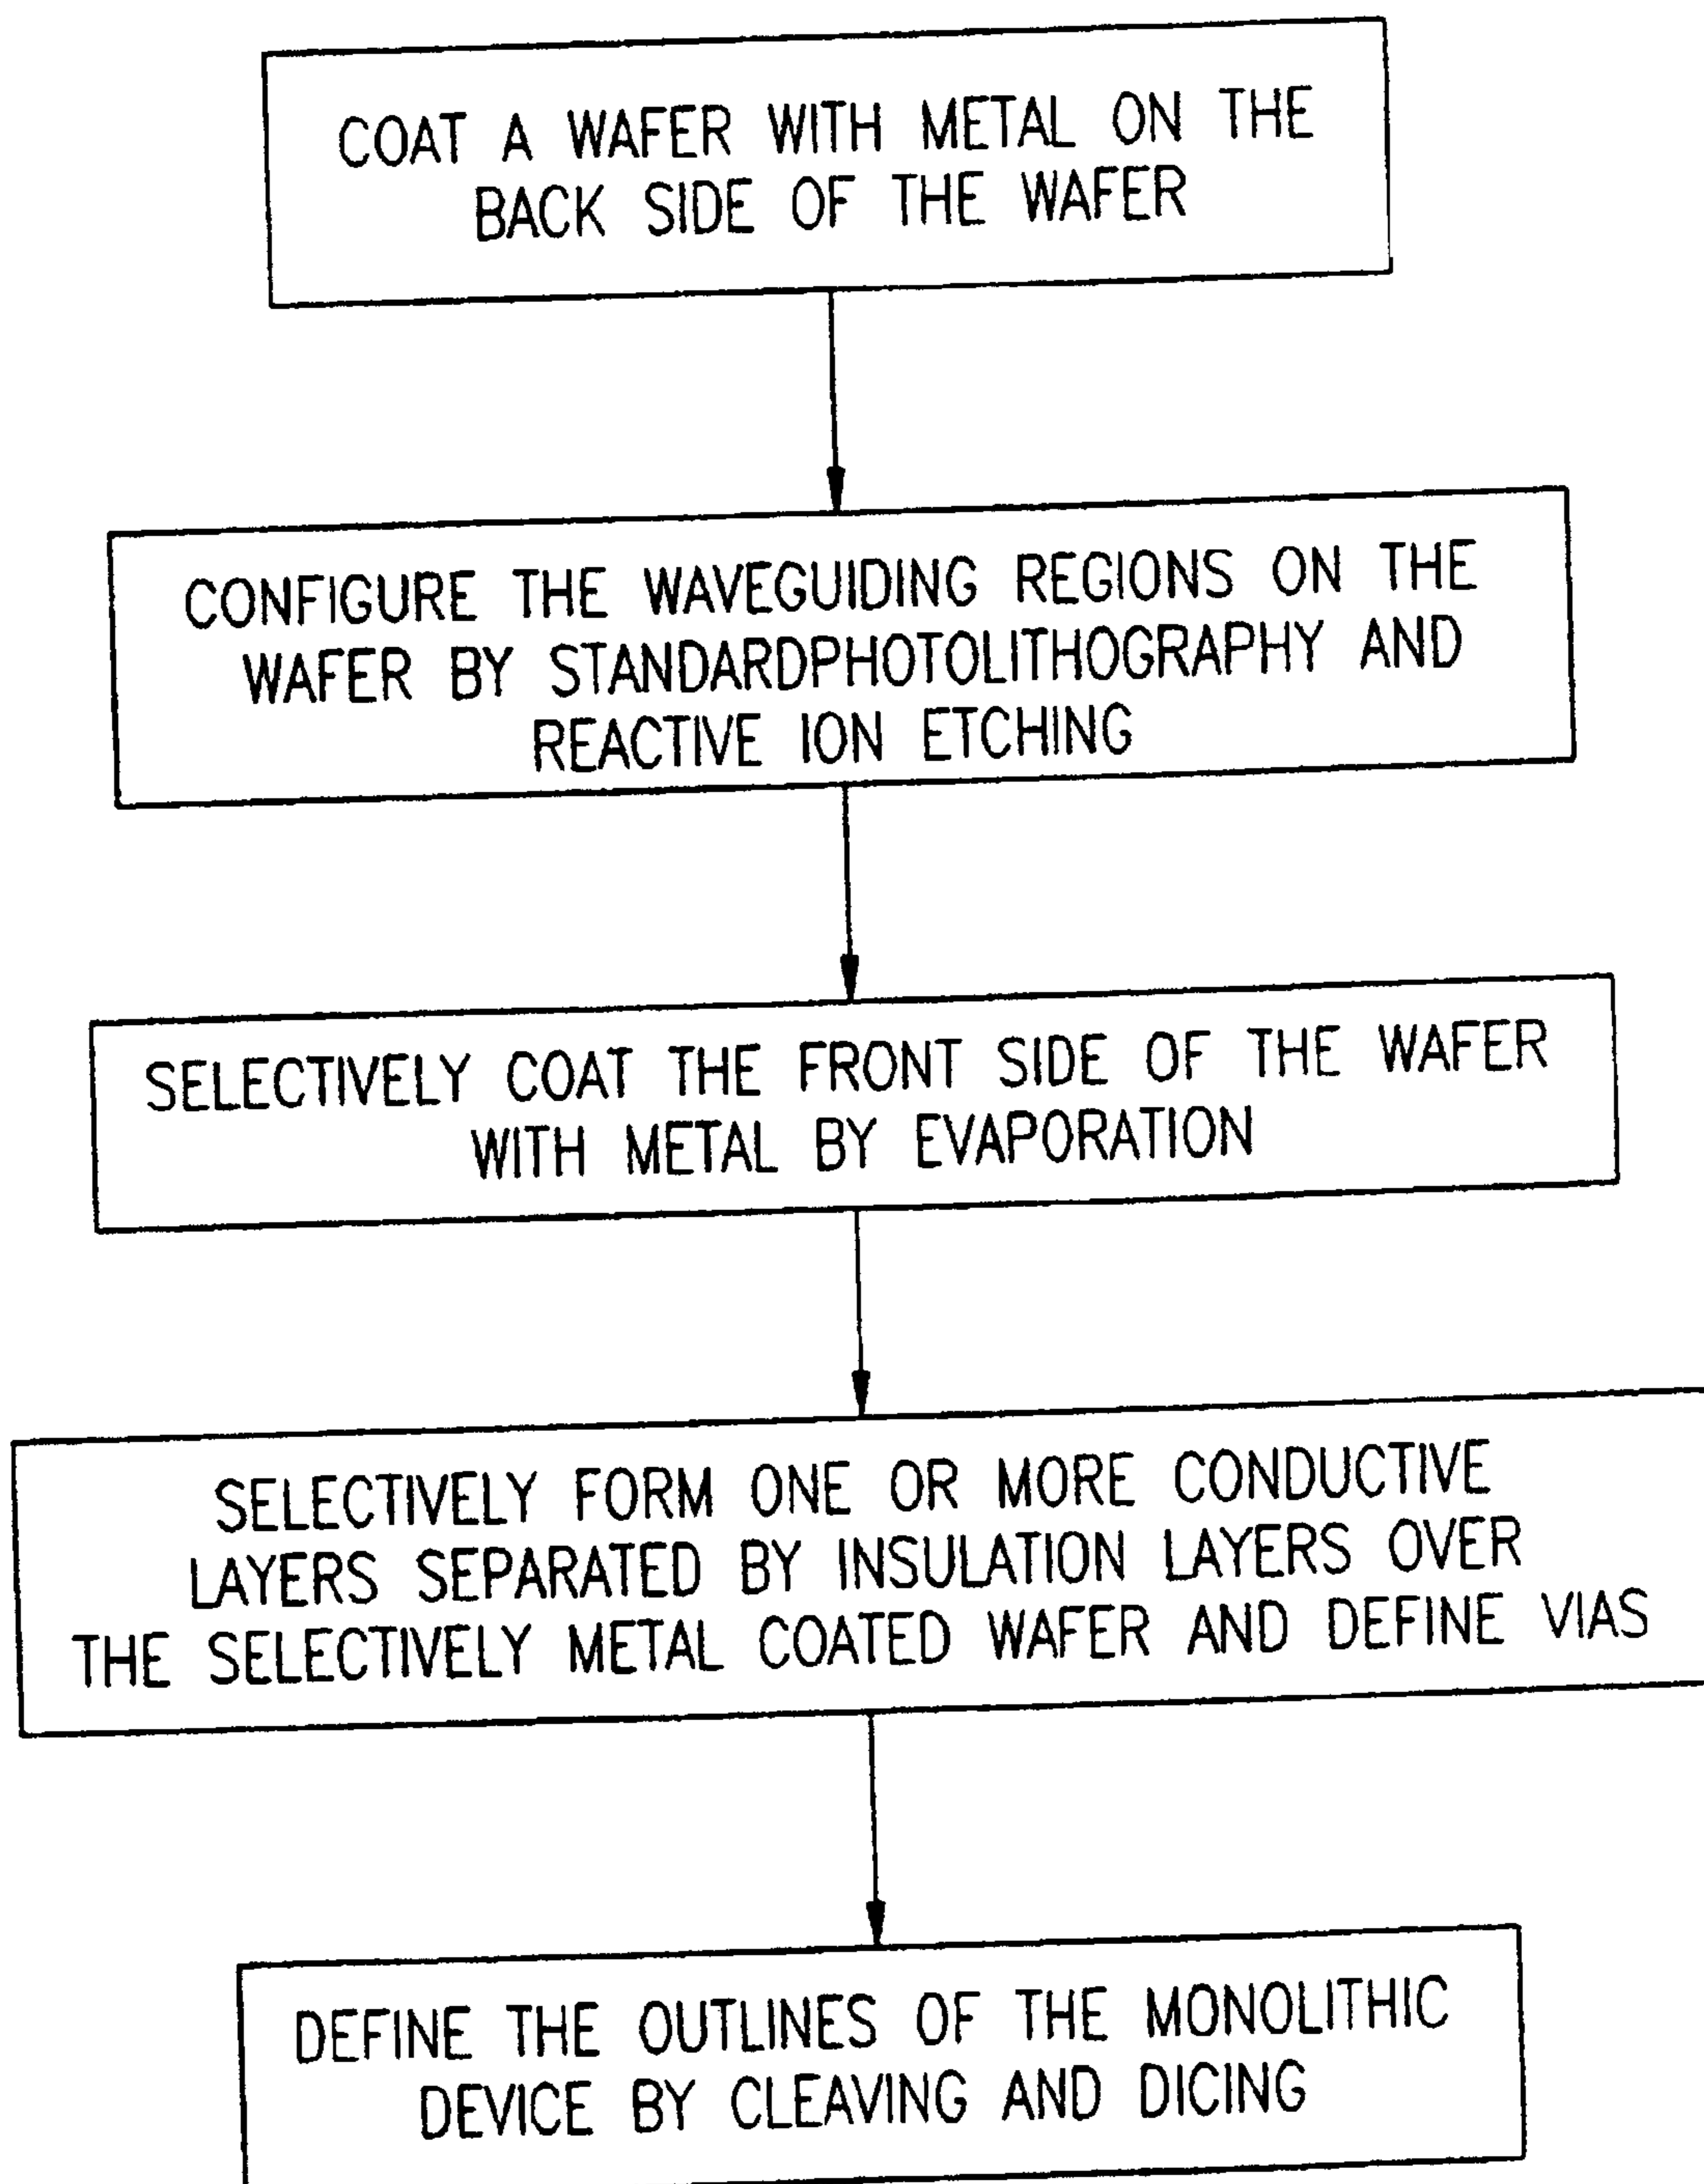 COAT A WAFER WITH METAL ON THE
BACK SIDE OF THE WAFER
CONFIGURE THE WAVEGUIDING REGIONS ON THE
WAFER BY STANDARDPHOTOLITHOGRAPHY AND
REACTIVE ION ETCHING
SELECTIVELY COAT THE FRONT SIDE OF THE WAFER
WITH METAL BY EVAPORATION
SELECTIVELY FORM ONE OR MORE CONDUCTIVE
LAYERS SEPARATED BY INSULATION LAYERS OVER
THE SELECTIVELY METAL COATED WAFER AND DEFINE VIAS
DEFINE THE OUTLINES OF THE MONOLITHIC
DEVICE BY CLEAVING AND DICING